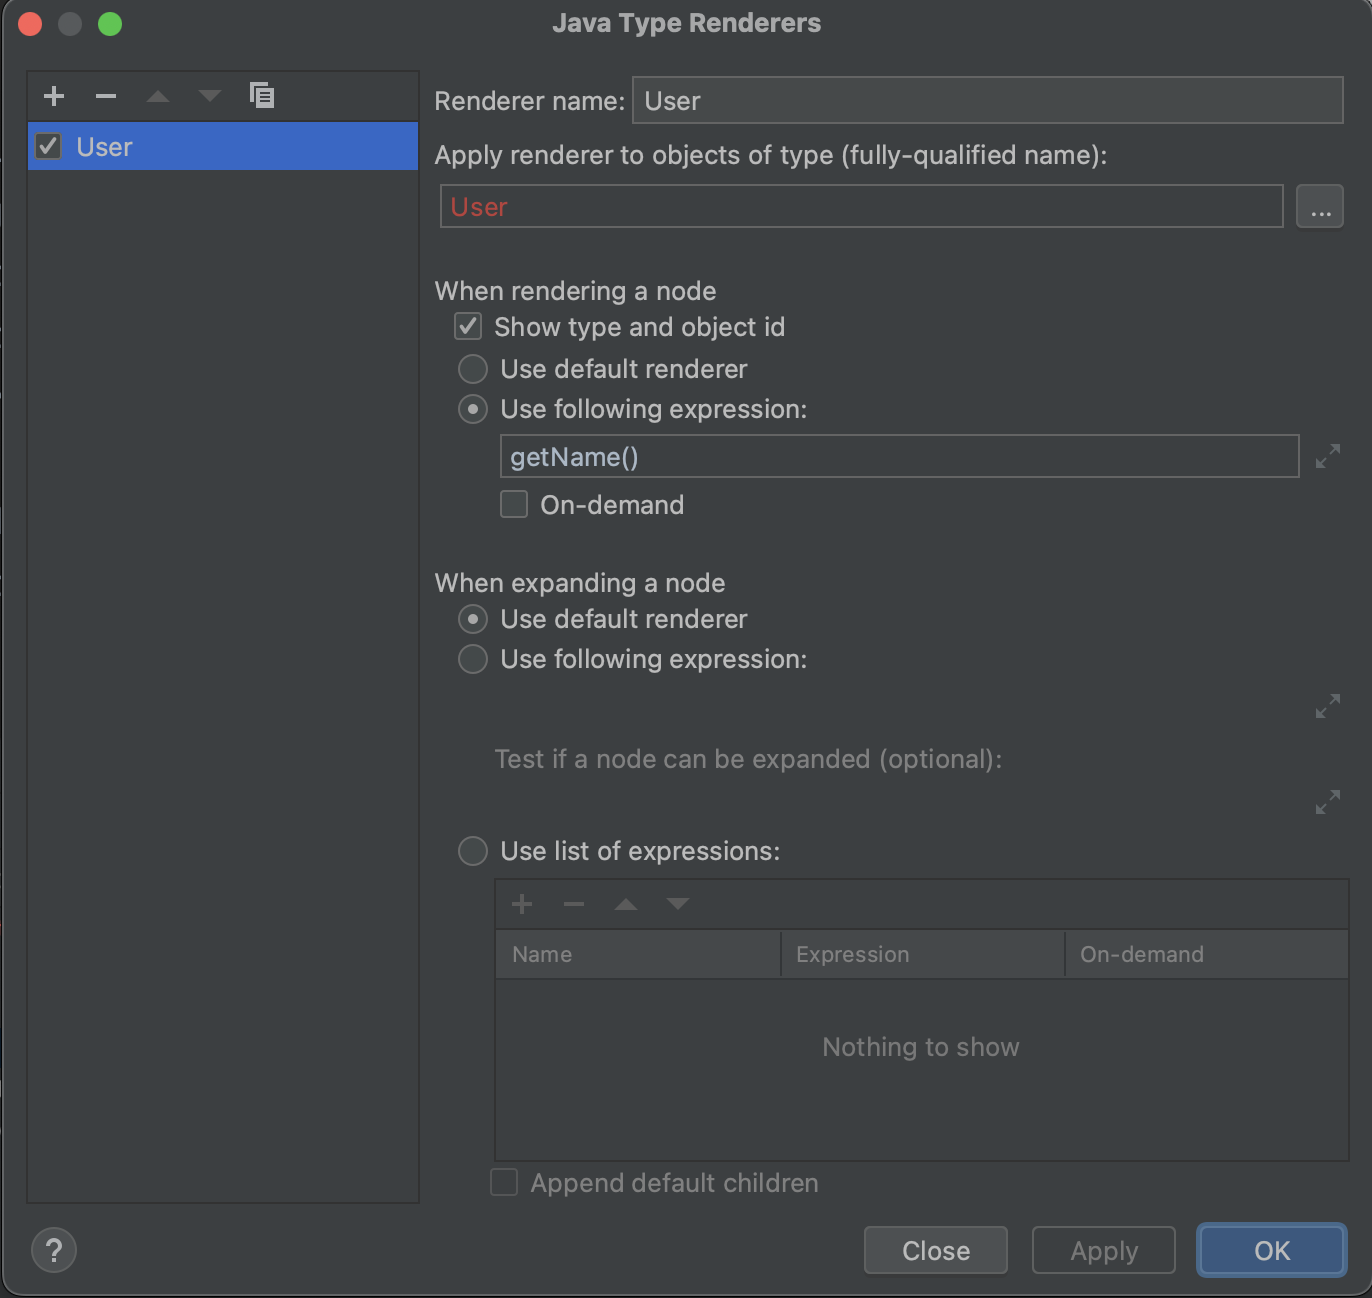 Java Type Renderers
User
Renderer name: User
Apply renderer to objects of type (fully-qualified name):
User
...
When rendering a node
Show type and object id
Use default renderer
Use following expression:
getName()
On-demand
When expanding a node
Use default renderer
Use following expression:
Test if a node can be expanded (optional):
Use list of expressions:
Name Expression On-demand
Nothing to show
Append default children
? Close Apply OK